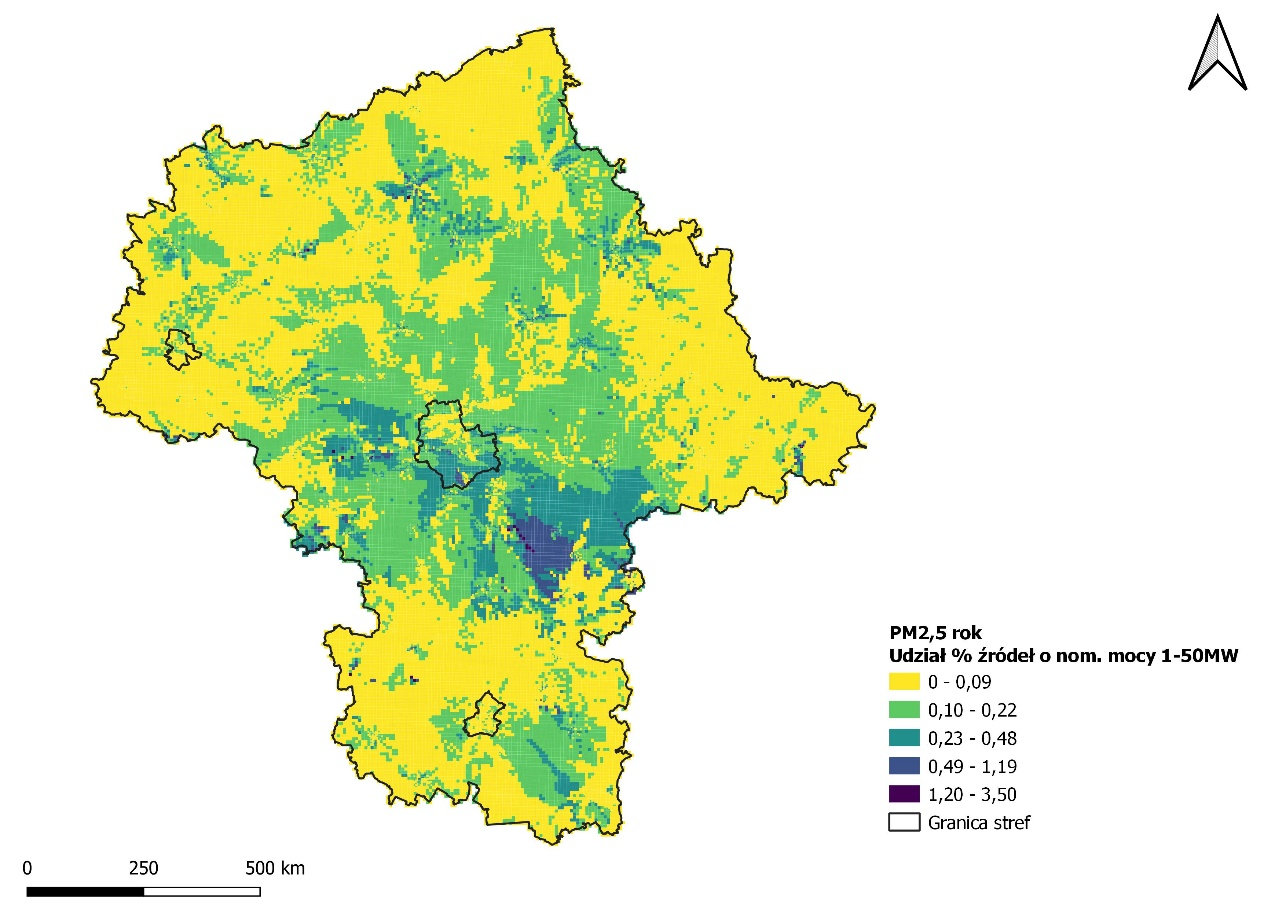 PM2,5 rok
Udział % źródeł o nom. mocy 1-50MW
0 - 0,09
0,10 - 0,22
0,23 - 0,48
0,49 - 1,19
1,20 - 3,50
Granica stref
0 250 500 km